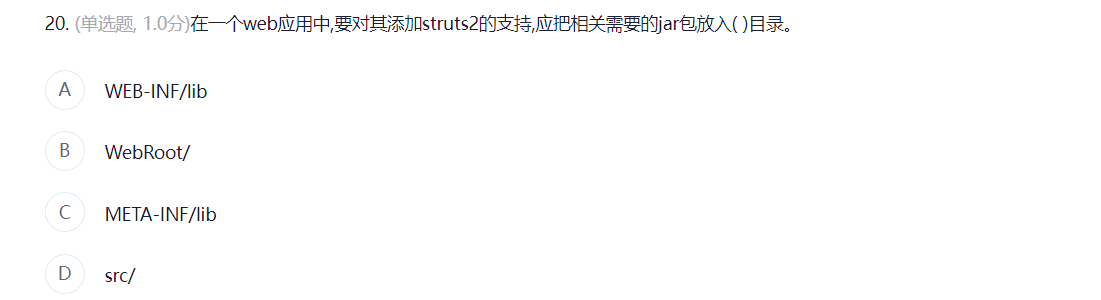 20. (单选题, 1.0分)在一个web应用中,要对其添加struts2的支持,应把相关需要的jar包放入( )目录。
A WEB-INF/lib
B WebRoot/
C META-INF/lib
D src/